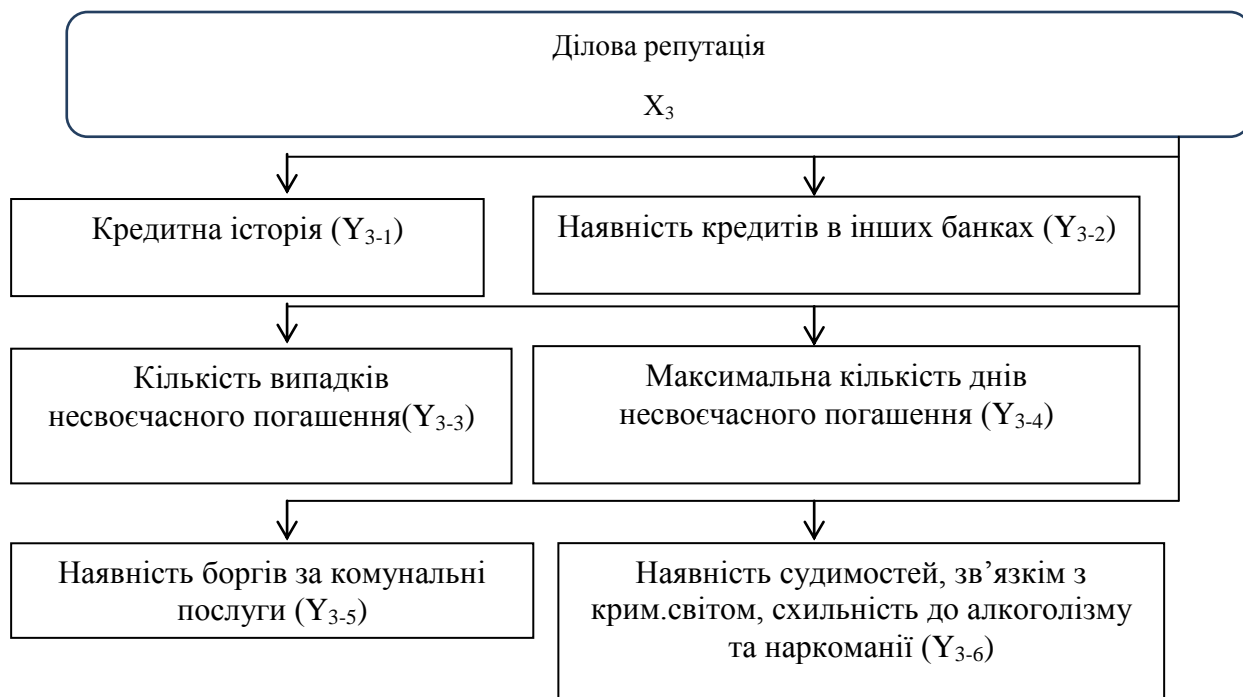 Ділова репутація
X₃
Кредитна історія (Y₃₋₁)
Наявність кредитів в інших банках (Y₃₋₂)
Кількість випадків
несвоєчасного погашення(Y₃₋₃)
Максимальна кількість днів
несвоєчасного погашення (Y₃₋₄)
Наявність боргів за комунальні
послуги (Y₃₋₅)
Наявність судимостей, зв’язкім з
крим.світом, схильність до алкоголізму
та наркоманії (Y₃₋₆)